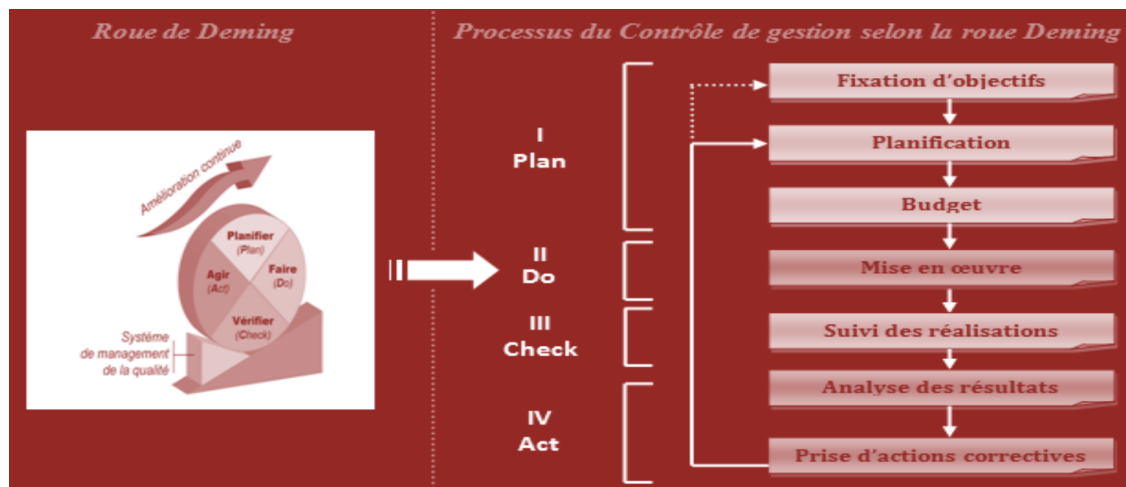 Roue de Deming
Amélioration continue
Planifier
(Plan)
Agir
(Act)
Faire
(Do)
Vérifier
(Check)
Système
de management
de la qualité
Processus du Contrôle de gestion selon la roue Deming
I
Plan
II
Do
III
Check
IV
Act
Fixation d'objectifs
Planification
Budget
Mise en œuvre
Suivi des réalisations
Analyse des résultats
Prise d'actions correctives